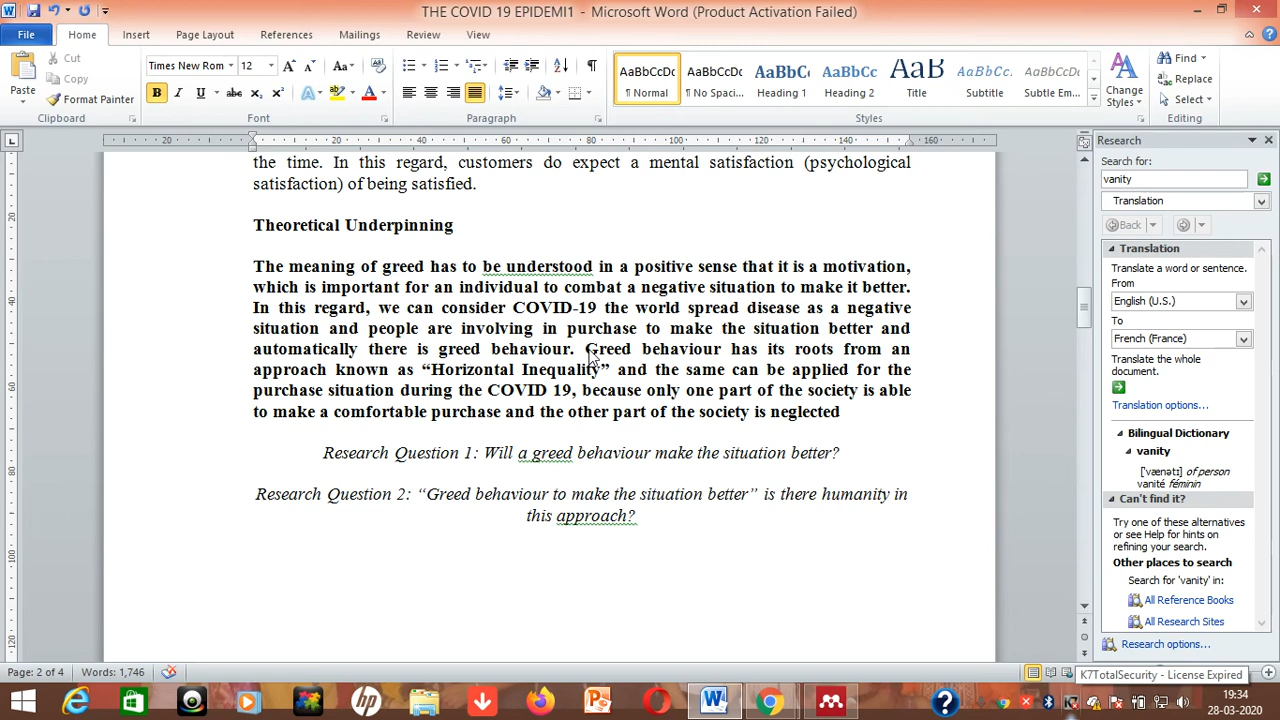 THE COVID 19 EPIDEMI1 - Microsoft Word (Product Activation Failed)
File Home Insert Page Layout References Mailings Review View
Paste
Cut
Copy
Format Painter
Clipboard
Times New Rom 12
Font
Paragraph
AaBbCcDc AaBbCcDc AaBbC AaBbCc AaB AaBbCc. AaBbCcDc
¶ Normal ¶ No Spaci... Heading 1 Heading 2 Title Subtitle Subtle Em...
Styles
Change Styles
Find
Replace
Select
Editing
20 20 40 60 80 100 120 140 160
the time. In this regard, customers do expect a mental satisfaction (psychological
satisfaction) of being satisfied.
Theoretical Underpinning
The meaning of greed has to be understood in a positive sense that it is a motivation,
which is important for an individual to combat a negative situation to make it better.
In this regard, we can consider COVID-19 the world spread disease as a negative
situation and people are involving in purchase to make the situation better and
automatically there is greed behaviour. Greed behaviour has its roots from an
approach known as “Horizontal Inequality” and the same can be applied for the
purchase situation during the COVID 19, because only one part of the society is able
to make a comfortable purchase and the other part of the society is neglected
Research Question 1: Will a greed behaviour make the situation better?
Research Question 2: “Greed behaviour to make the situation better” is there humanity in
this approach?
Research
Search for:
vanity
Translation
Back
Translation
Translate a word or sentence.
From
English (U.S.)
To
French (France)
Translate the whole
document.
Translation options...
Bilingual Dictionary
vanity
['vænətɪ] of person
vanité féminin
Can't find it?
Try one of these alternatives
or see Help for hints on
refining your search.
Other places to search
Search for 'vanity' in:
All Reference Books
All Research Sites
Research options...
Page: 2 of 4 Words: 1,746
K7TotalSecurity - License Expired
19:34
28-03-2020